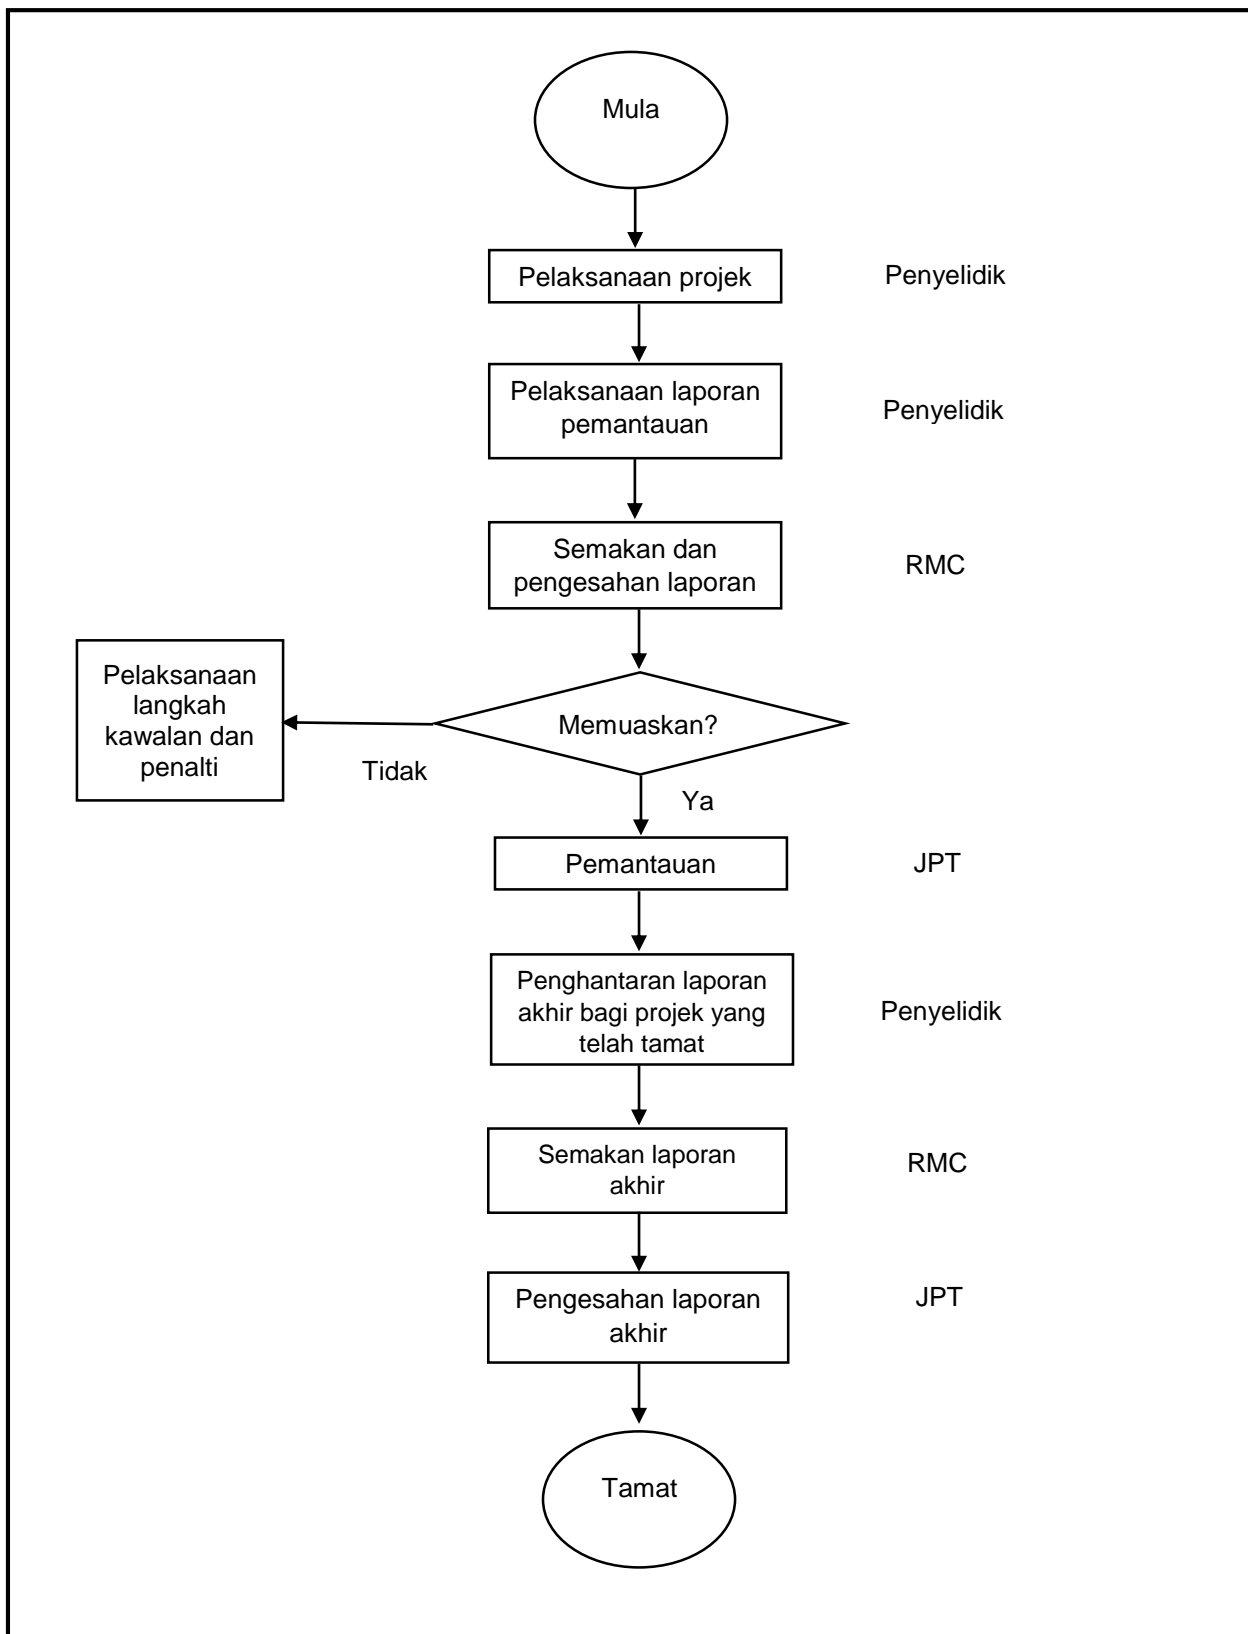 Mula
Pelaksanaan projek
Penyelidik
Pelaksanaan laporan
pemantauan
Penyelidik
Semakan dan
pengesahan laporan
RMC
Pelaksanaan
langkah
kawalan dan
penalti
Memuaskan?
Tidak
Ya
Pemantauan
JPT
Penghantaran laporan
akhir bagi projek yang
telah tamat
Penyelidik
Semakan laporan
akhir
RMC
Pengesahan laporan
akhir
JPT
Tamat